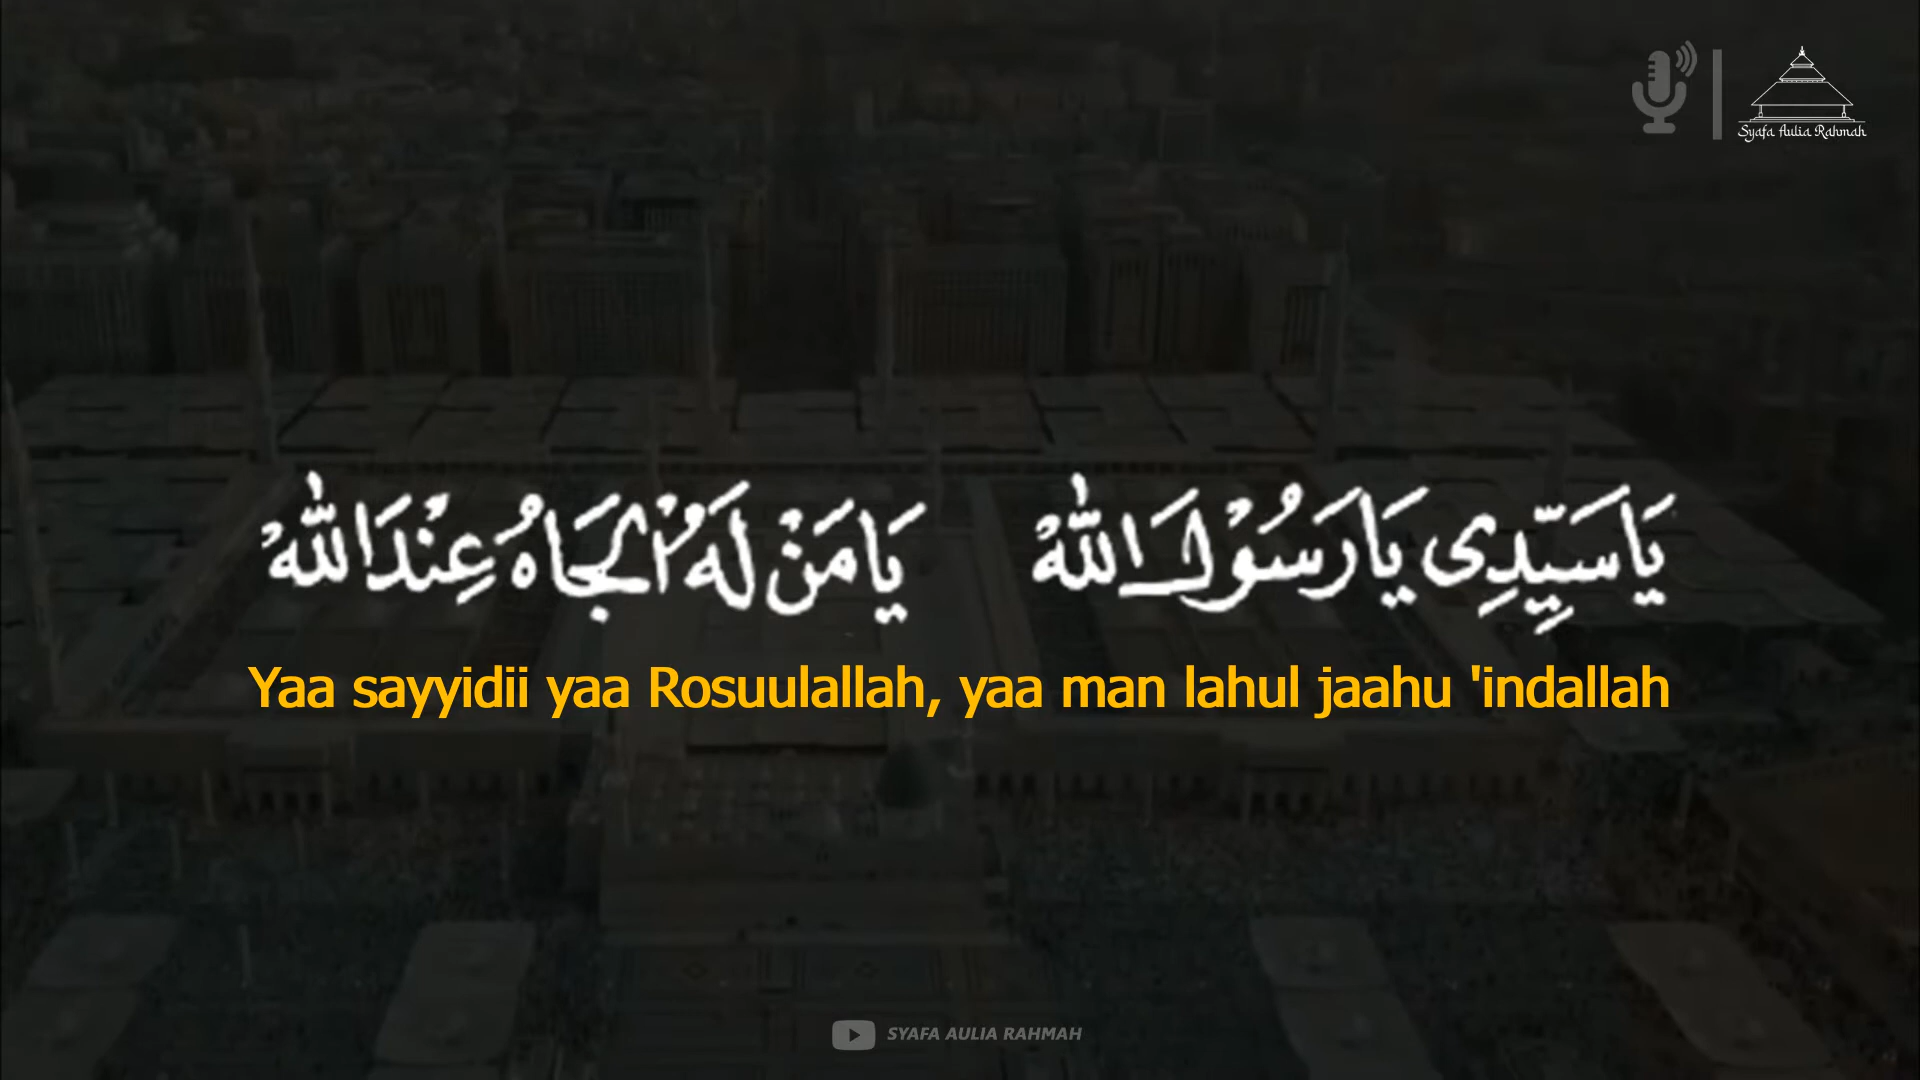 Syafa Aulia Rahmah
يَا سَيِّدِي يَا رَسُوْلَ اللهْ يَا مَنْ لَهُ الْجَاهُ عِنْدَ اللهْ
Yaa sayyidii yaa Rosuulallah, yaa man lahul jaahu 'indallah
SYAFA AULIA RAHMAH